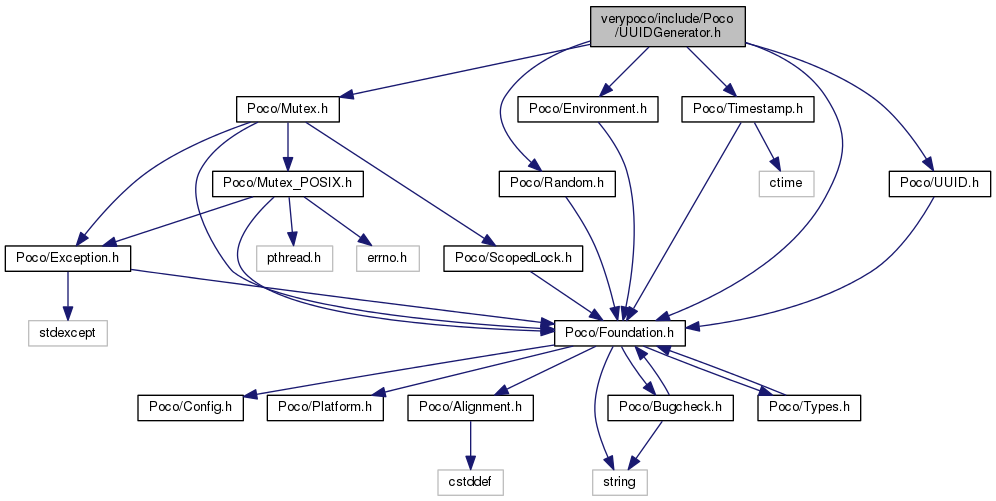 verypoco/include/Poco
/UUIDGenerator.h
Poco/Mutex.h
Poco/Environment.h
Poco/Timestamp.h
Poco/Mutex_POSIX.h
Poco/Random.h
ctime
Poco/UUID.h
Poco/Exception.h
pthread.h
errno.h
Poco/ScopedLock.h
stdexcept
Poco/Foundation.h
Poco/Config.h
Poco/Platform.h
Poco/Alignment.h
Poco/Bugcheck.h
Poco/Types.h
cstddef
string